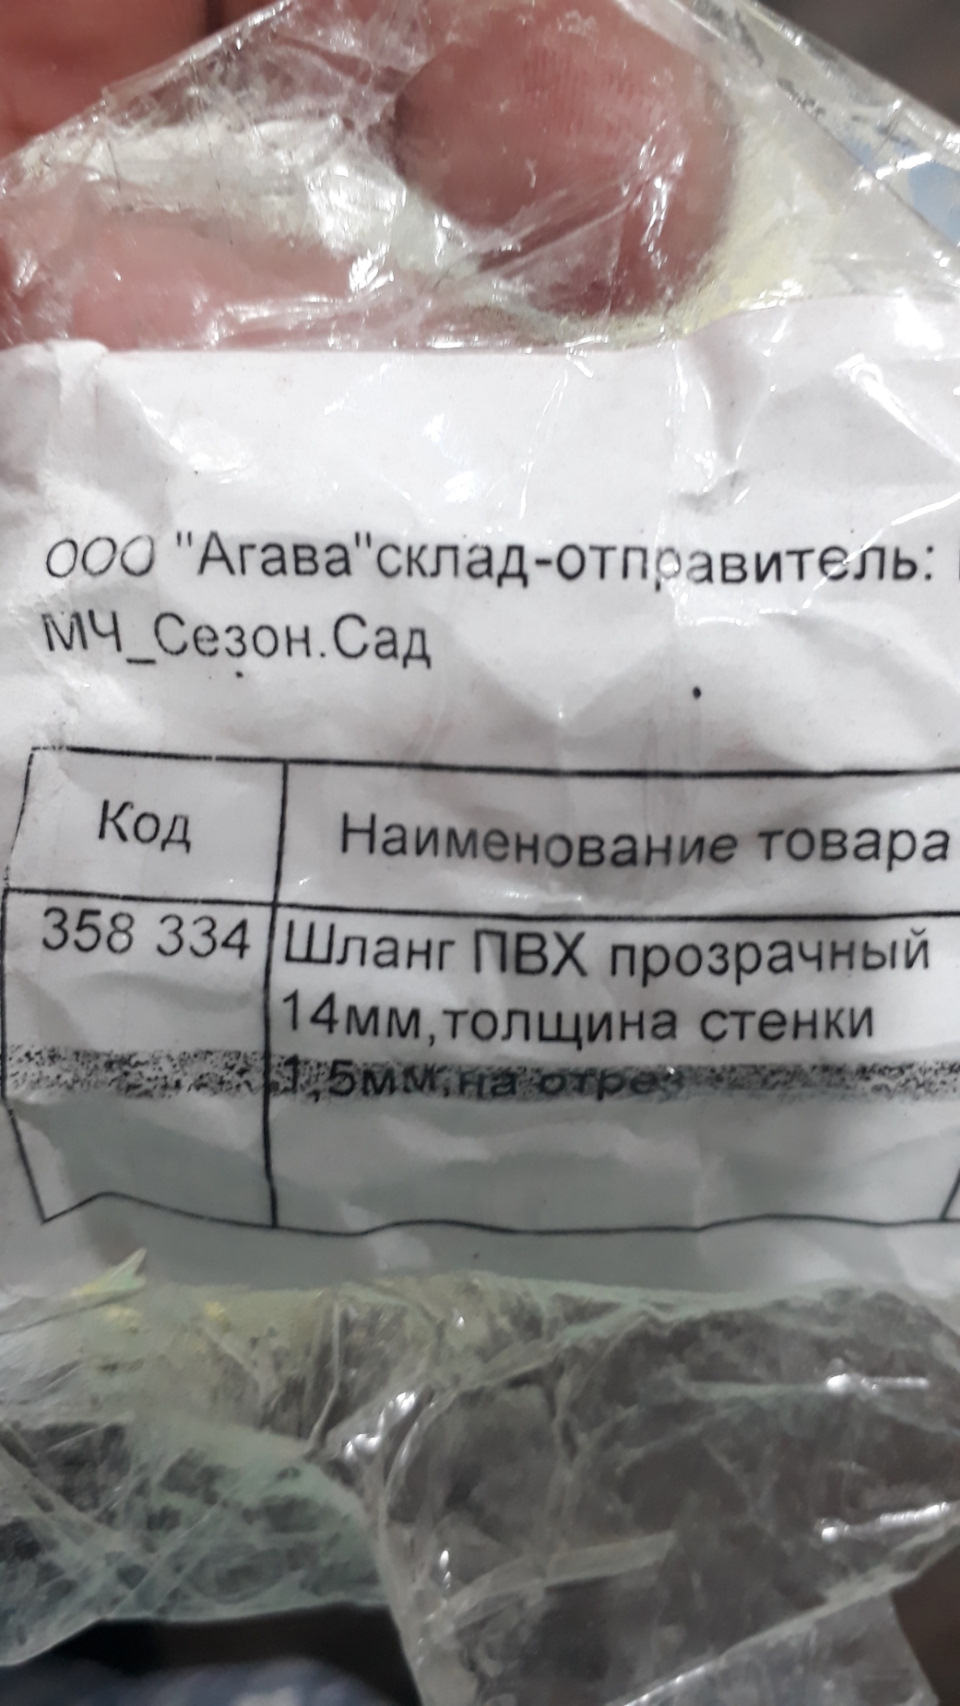 ООО "Агава"склад-отправитель:
МЧ_Сезон.Сад
Код
Наименование товара
358 334
Шланг ПВХ прозрачный
14мм,толщина стенки
1,5мм,на отрез